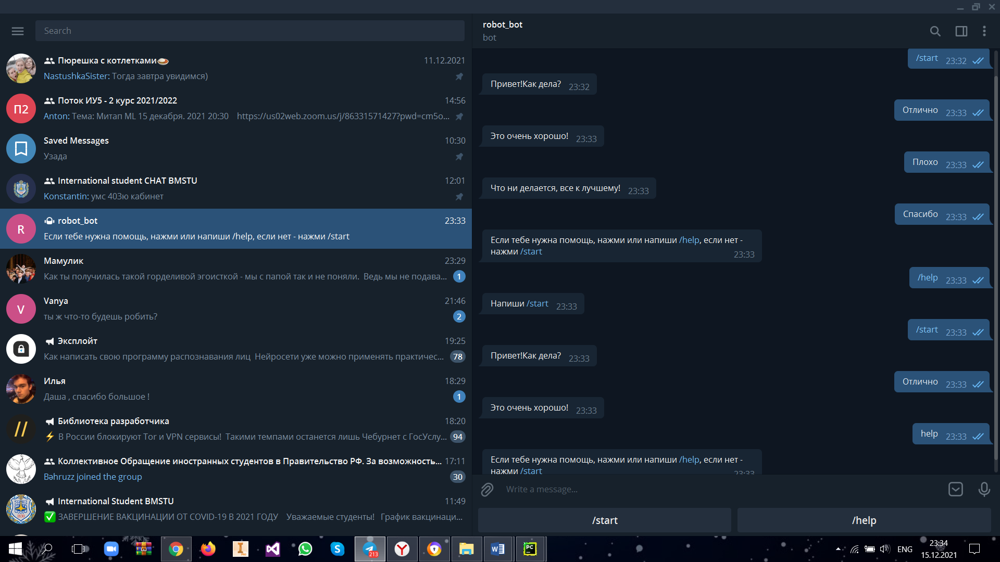 Search
Пюрешка с котлетками
11.12.2021
NastushkaSister: Тогда завтра увидимся)
П2
Поток ИУ5 - 2 курс 2021/2022
14:56
Anton: Тема: Митап ML 15 декабря. 2021 20:30 https://us02web.zoom.us/j/86331571427?pwd=cm5o...
Saved Messages
10:30
Узада
International student CHAT BMSTU
12:01
Konstantin: умс 403ю кабинет
R
robot_bot
23:33
Если тебе нужна помощь, нажми или напиши /help, если нет - нажми /start
Мамулик
23:29
Как ты получилась такой горделивой эгоисткой - мы с папой так и не поняли. Ведь мы не подава...
1
V
Vanya
21:46
ты ж что-то будешь робить?
2
Эксплойт
19:25
Как написать свою программу распознавания лиц Нейросети уже можно применять практичес...
78
Илья
18:29
Даша , спасибо большое !
1
//
Библиотека разработчика
18:20
⚡ В России блокируют Tor и VPN сервисы! Такими темпами останется лишь Чебурнет с ГосУслу...
94
Коллективное Обращение иностранных студентов в Правительство РФ. За возможность...
17:11
Bəhruzz joined the group
30
1830
International Student BMSTU
11:49
✅ ЗАВЕРШЕНИЕ ВАКЦИНАЦИИ ОТ COVID-19 В 2021 ГОДУ Уважаемые студенты! График вакцинаци...
robot_bot
bot
/start 23:32
Привет!Как дела? 23:32
Отлично 23:33
Это очень хорошо! 23:33
Плохо 23:33
Что ни делается, все к лучшему! 23:33
Спасибо 23:33
Если тебе нужна помощь, нажми или напиши /help, если нет -
нажми /start 23:33
/help 23:33
Напиши /start 23:33
/start 23:33
Привет!Как дела? 23:33
Отлично 23:33
Это очень хорошо! 23:33
help 23:33
Если тебе нужна помощь, нажми или напиши /help, если нет -
нажми /start 23:33
Write a message...
/start
/help
213
PC
ENG
23:34
15.12.2021